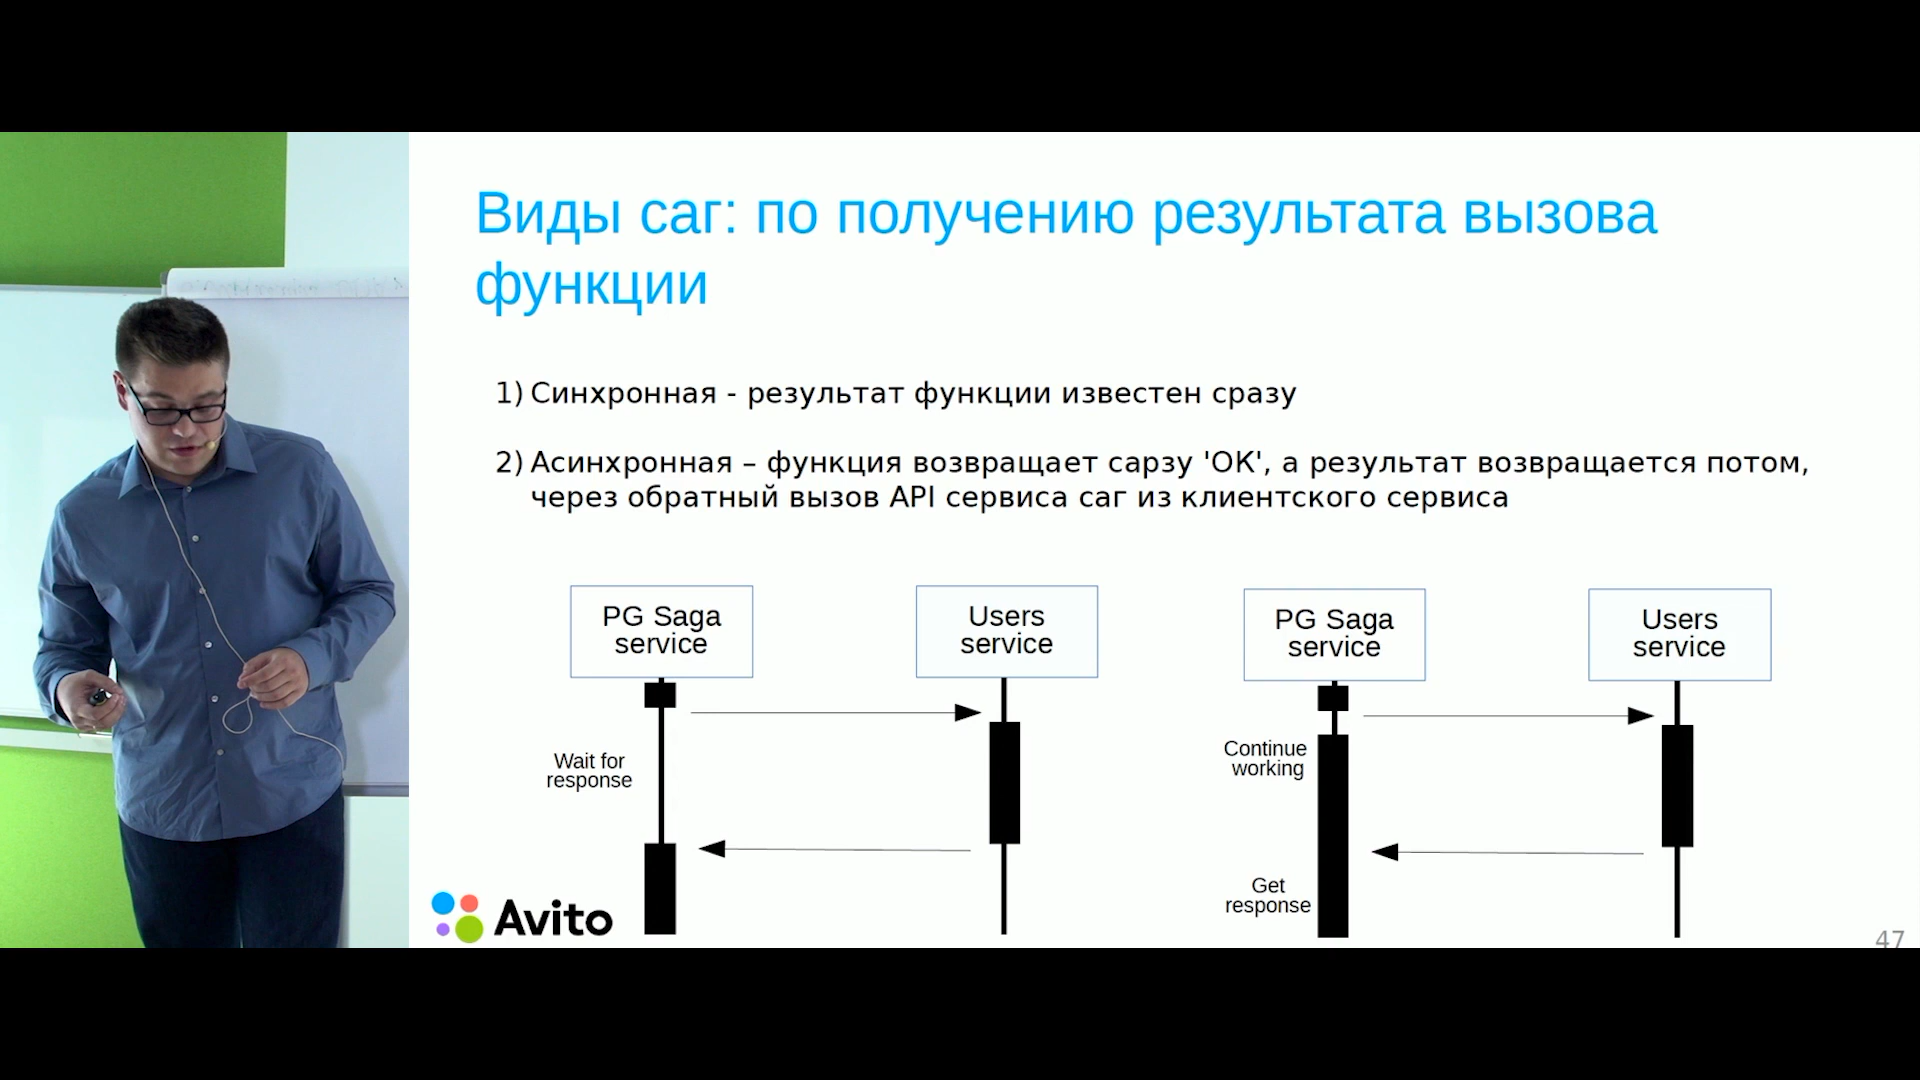 Виды саг: по получению результата вызова
функции
1) Синхронная - результат функции известен сразу
2) Асинхронная – функция возвращает сарзу 'ОК', а результат возвращается потом,
через обратный вызов API сервиса саг из клиентского сервиса
PG Saga
service
Users
service
PG Saga
service
Users
service
Wait for
response
Continue
working
Get
response
Avito
47